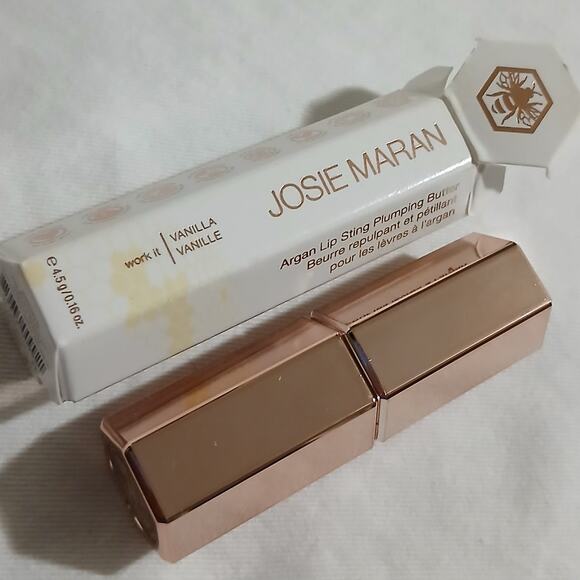 JOSIE MARAN
Argan Lip Sting Plumping Butter
Beurre repulpant et pétillant
pour les lèvres à l'argan
work it
VANILLA
VANILLE
℮ 4.5 g/0.16 oz.